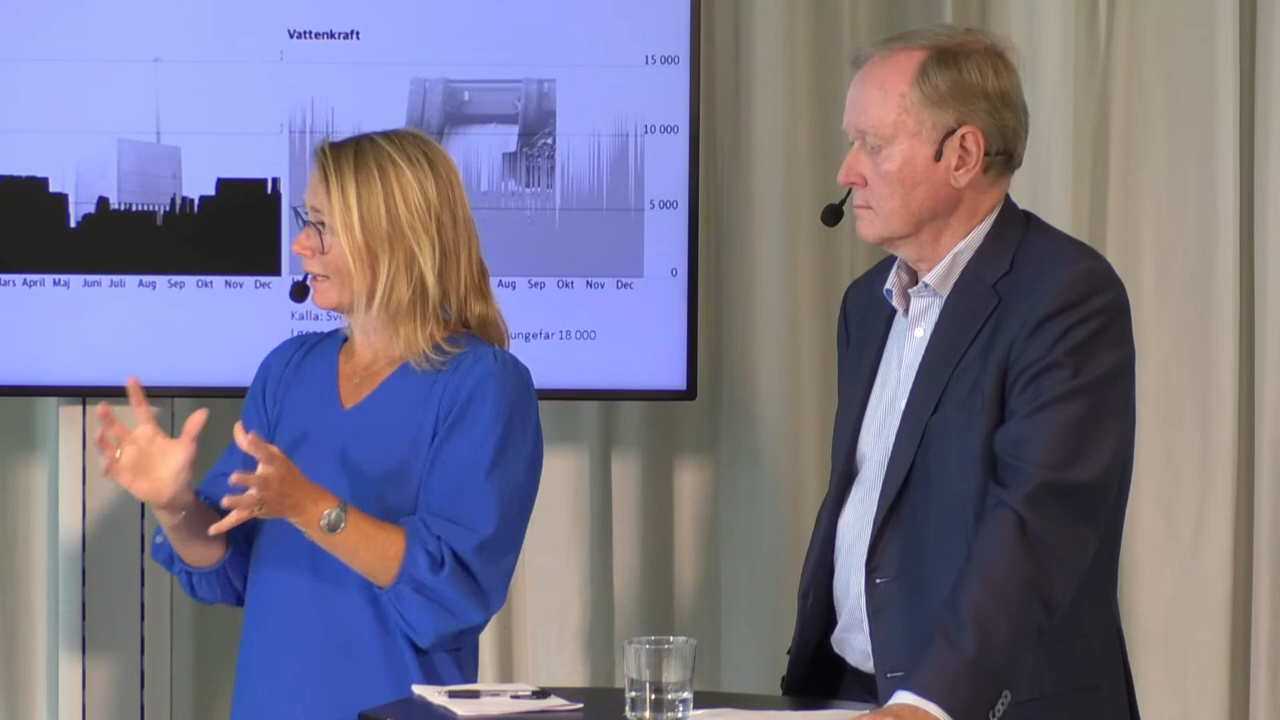 Vattenkraft
15 000
10 000
5 000
0
April Maj Juni Juli Aug Sep Okt Nov Dec
Aug Sep Okt Nov Dec
Källa:
ungefär 18 000